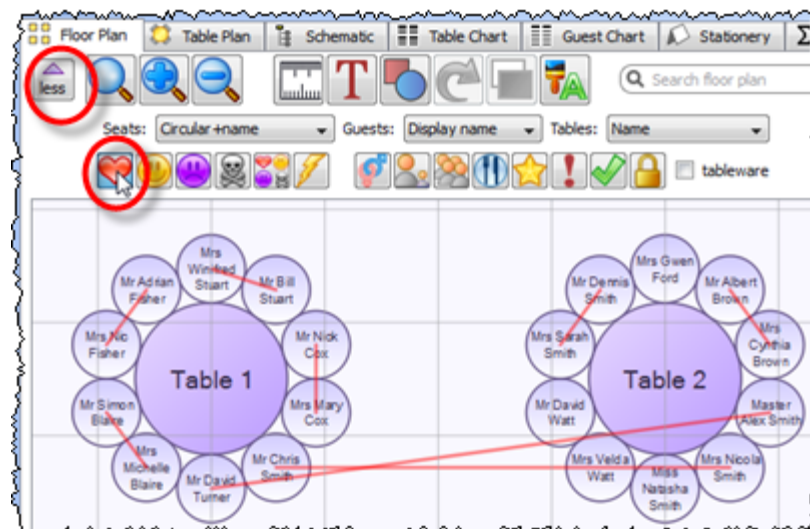 Floor Plan
Table Plan
Schematic
Table Chart
Guest Chart
Stationery
Σ
less
T
A
Search floor plan
Seats:
Circular +name
Guests:
Display name
Tables:
Name
tableware
Mrs
Winifred
Stuart
Mr Bill
Stuart
Mr Nick
Cox
Mrs Mary
Cox
Mr Chris
Smith
Mr David
Turner
Mrs
Michelle
Blaire
Mr Simon
Blaire
Mrs Nic
Fisher
Mr Adrian
Fisher
Table 1
Mrs Gwen
Ford
Mr Albert
Brown
Mrs
Cynthia
Brown
Master
Alex Smith
Mrs Nicola
Smith
Miss
Natasha
Smith
Mrs Velda
Watt
Mr David
Watt
Mrs Sarah
Smith
Mr Dennis
Smith
Table 2